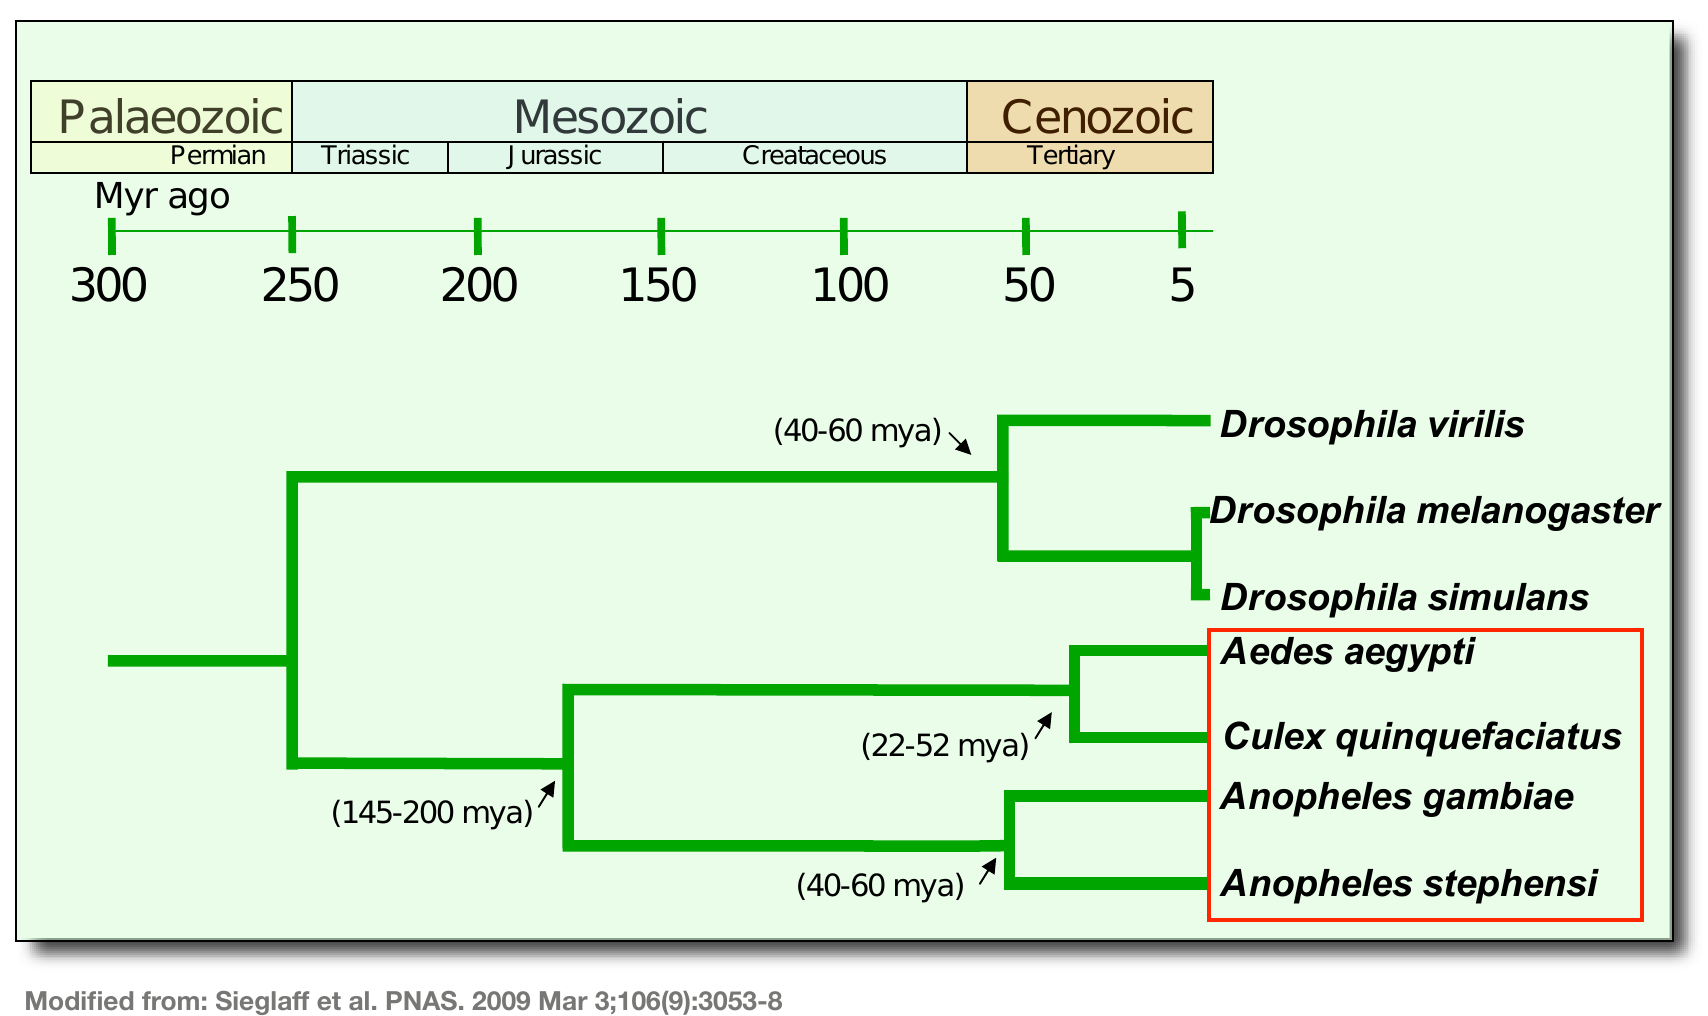 Palaeozoic Mesozoic Cenozoic
Permian Triassic Jurassic Creataceous Tertiary
Myr ago
300 250 200 150 100 50 5
(40-60 mya)
Drosophila virilis
Drosophila melanogaster
Drosophila simulans
Aedes aegypti
(22-52 mya)
Culex quinquefaciatus
(145-200 mya)
Anopheles gambiae
(40-60 mya)
Anopheles stephensi
Modified from: Sieglaff et al. PNAS. 2009 Mar 3;106(9):3053-8